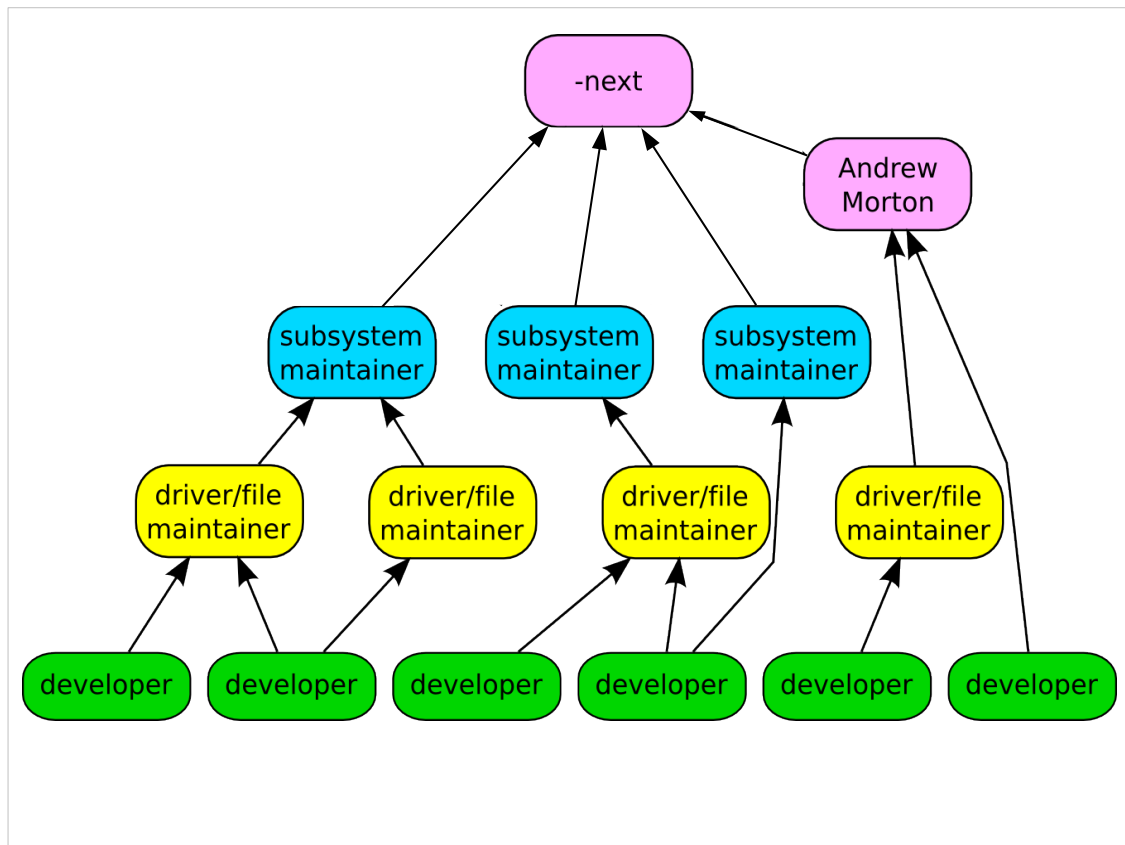 -next
Andrew
Morton
subsystem
maintainer
subsystem
maintainer
subsystem
maintainer
driver/file
maintainer
driver/file
maintainer
driver/file
maintainer
driver/file
maintainer
developer
developer
developer
developer
developer
developer